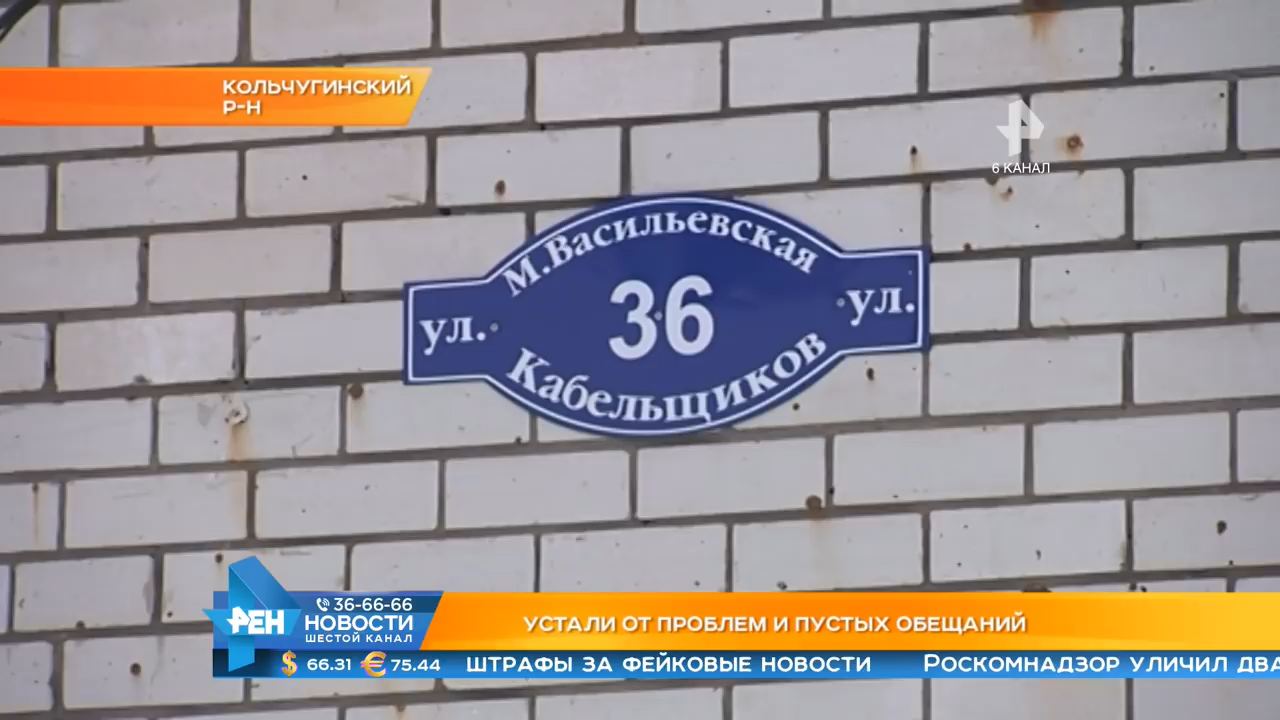 КОЛЬЧУГИНСКИЙ
Р-Н
6 КАНАЛ
М.Васильевская
ул. 36 ул.
Кабельщиков
36-66-66
РЕН НОВОСТИ
ШЕСТОЙ КАНАЛ
УСТАЛИ ОТ ПРОБЛЕМ И ПУСТЫХ ОБЕЩАНИЙ
$ 66.31 € 75.44 ШТРАФЫ ЗА ФЕЙКОВЫЕ НОВОСТИ РОСКОМНАДЗОР УЛИЧИЛ ДВА